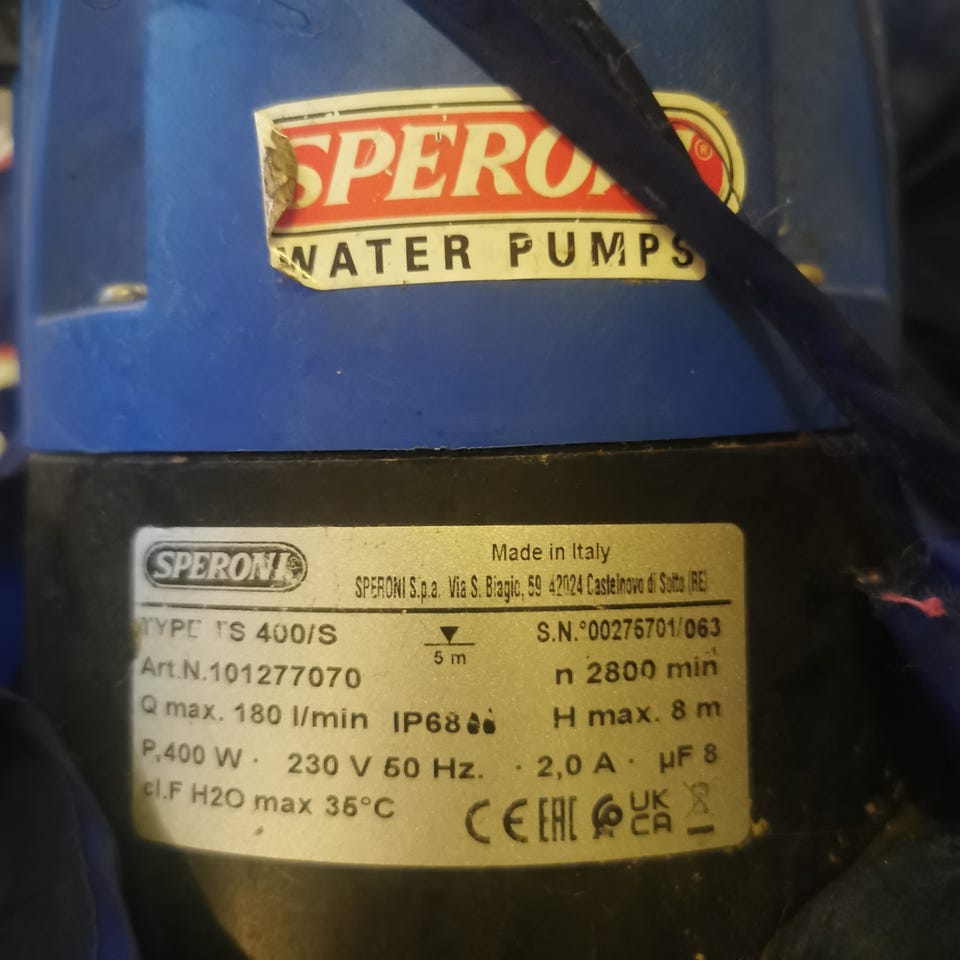 SPERONI®
WATER PUMPS
SPERONI
Made in Italy
SPERONI S.p.a. Via S. Biagio, 59 42024 Castelnovo di Sotto (RE)
TYPE TS 400/S
5 m
S.N.°00275701/063
Art.N.101277070
n 2800 min
Q max. 180 l/min IP68
H max. 8 m
P.400 W · 230 V 50 Hz. · 2,0 A · µF 8
cl.F H2O max 35°C
CE EAC UK CA